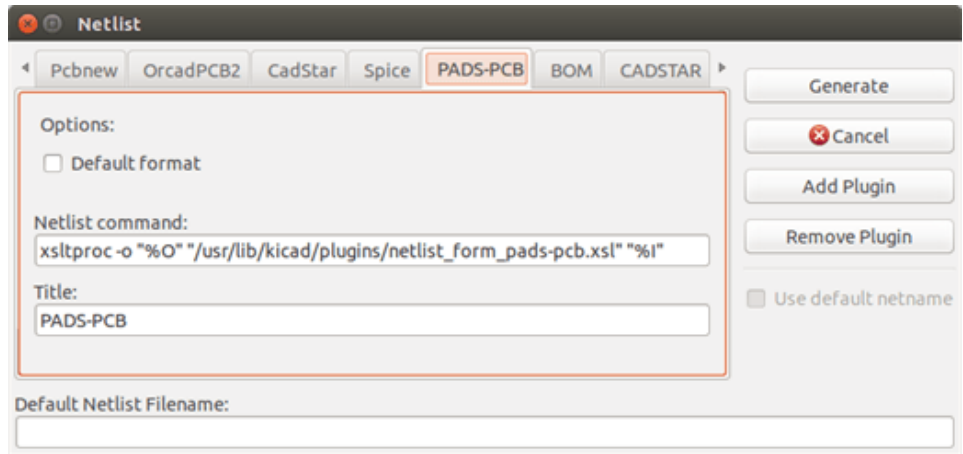 Netlist
Pcbnew OrcadPCB2 CadStar Spice PADS-PCB BOM CADSTAR
Generate
Options:
Cancel
Default format
Add Plugin
Netlist command:
Remove Plugin
xsltproc -o "%O" "/usr/lib/kicad/plugins/netlist_form_pads-pcb.xsl" "%I"
Title:
Use default netname
PADS-PCB
Default Netlist Filename: